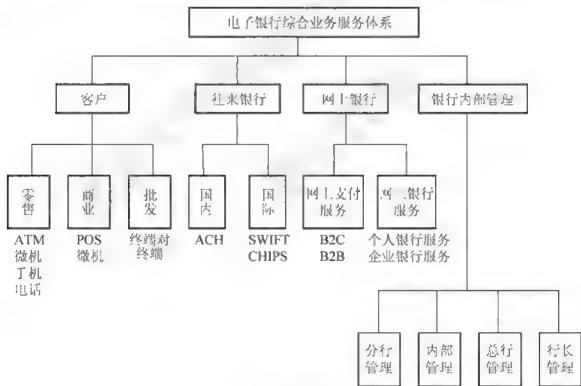 电子银行综合业务服务体系
客户
往来银行
网上银行
银行内部管理
零售
商业
批发
国内
国际
网上支付服务
网上银行服务
ATM
微机
手机
电话
POS
微机
终端对
终端
ACH
SWIFT
CHIPS
B2C
B2B
个人银行服务
企业银行服务
分行
管理
内部
管理
总行
管理
行长
管理